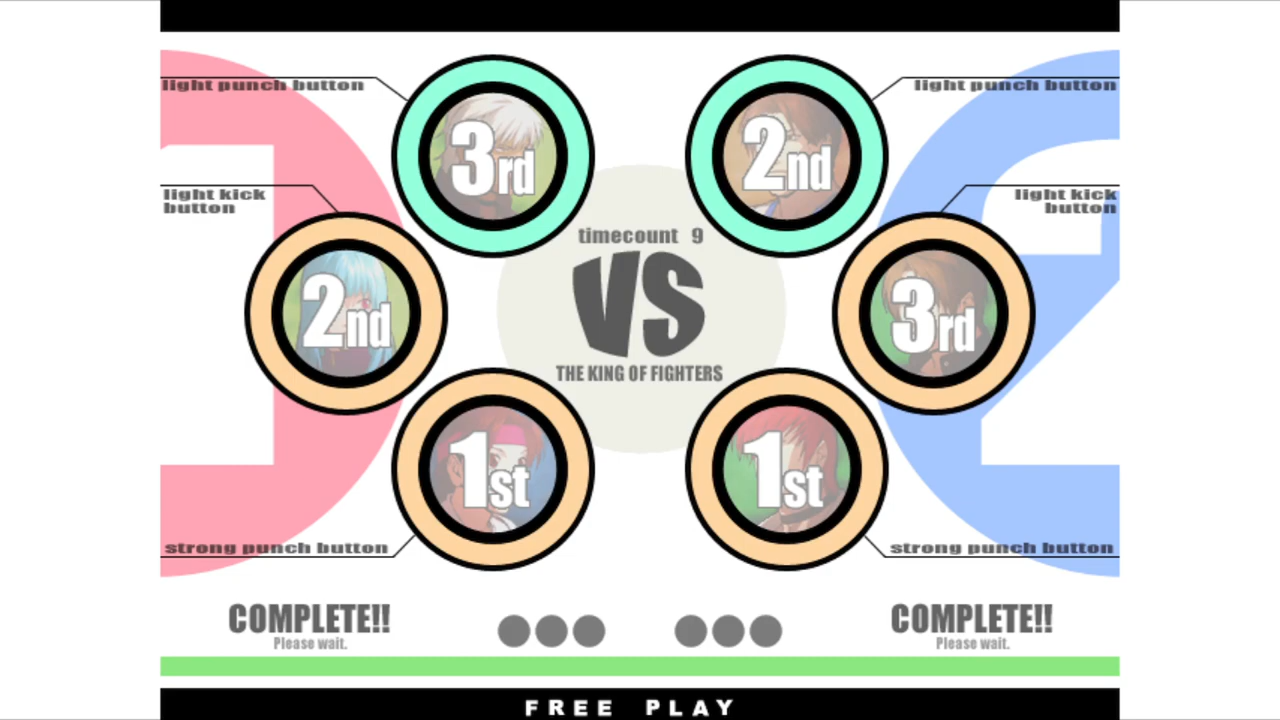 light punch button
light punch button
3rd
2nd
light kick
button
light kick
button
timecount 9
VS
THE KING OF FIGHTERS
2nd
3rd
1st
1st
strong punch button
strong punch button
COMPLETE!!
Please wait.
COMPLETE!!
Please wait.
FREE PLAY